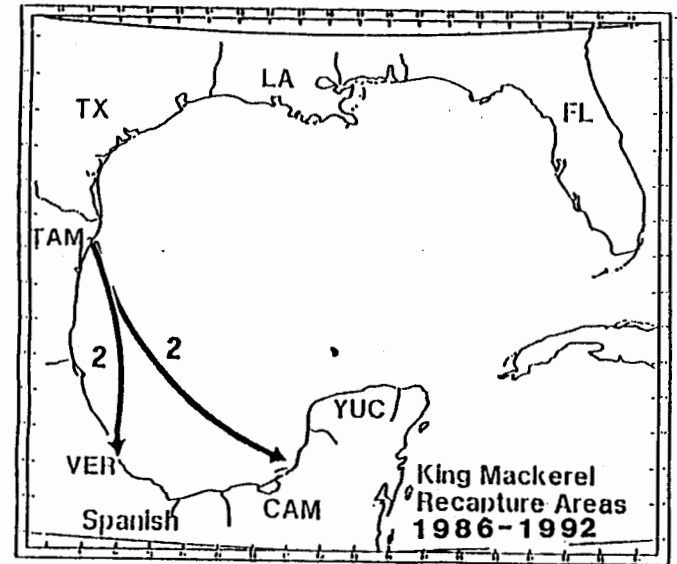 LA
TX
FL
TAM
2
2
YUC
VER
CAM
Spanish
King Mackerel
Recapture Areas
1986-1992